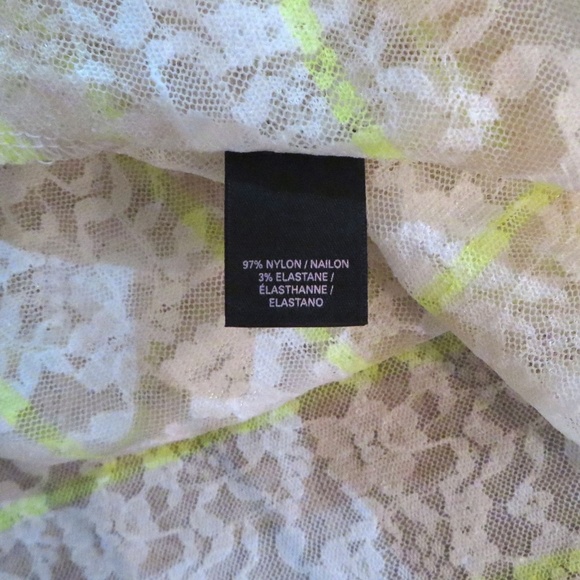 97% NYLON / NAILON
3% ELASTANE /
ÉLASTHANNE /
ELASTANO